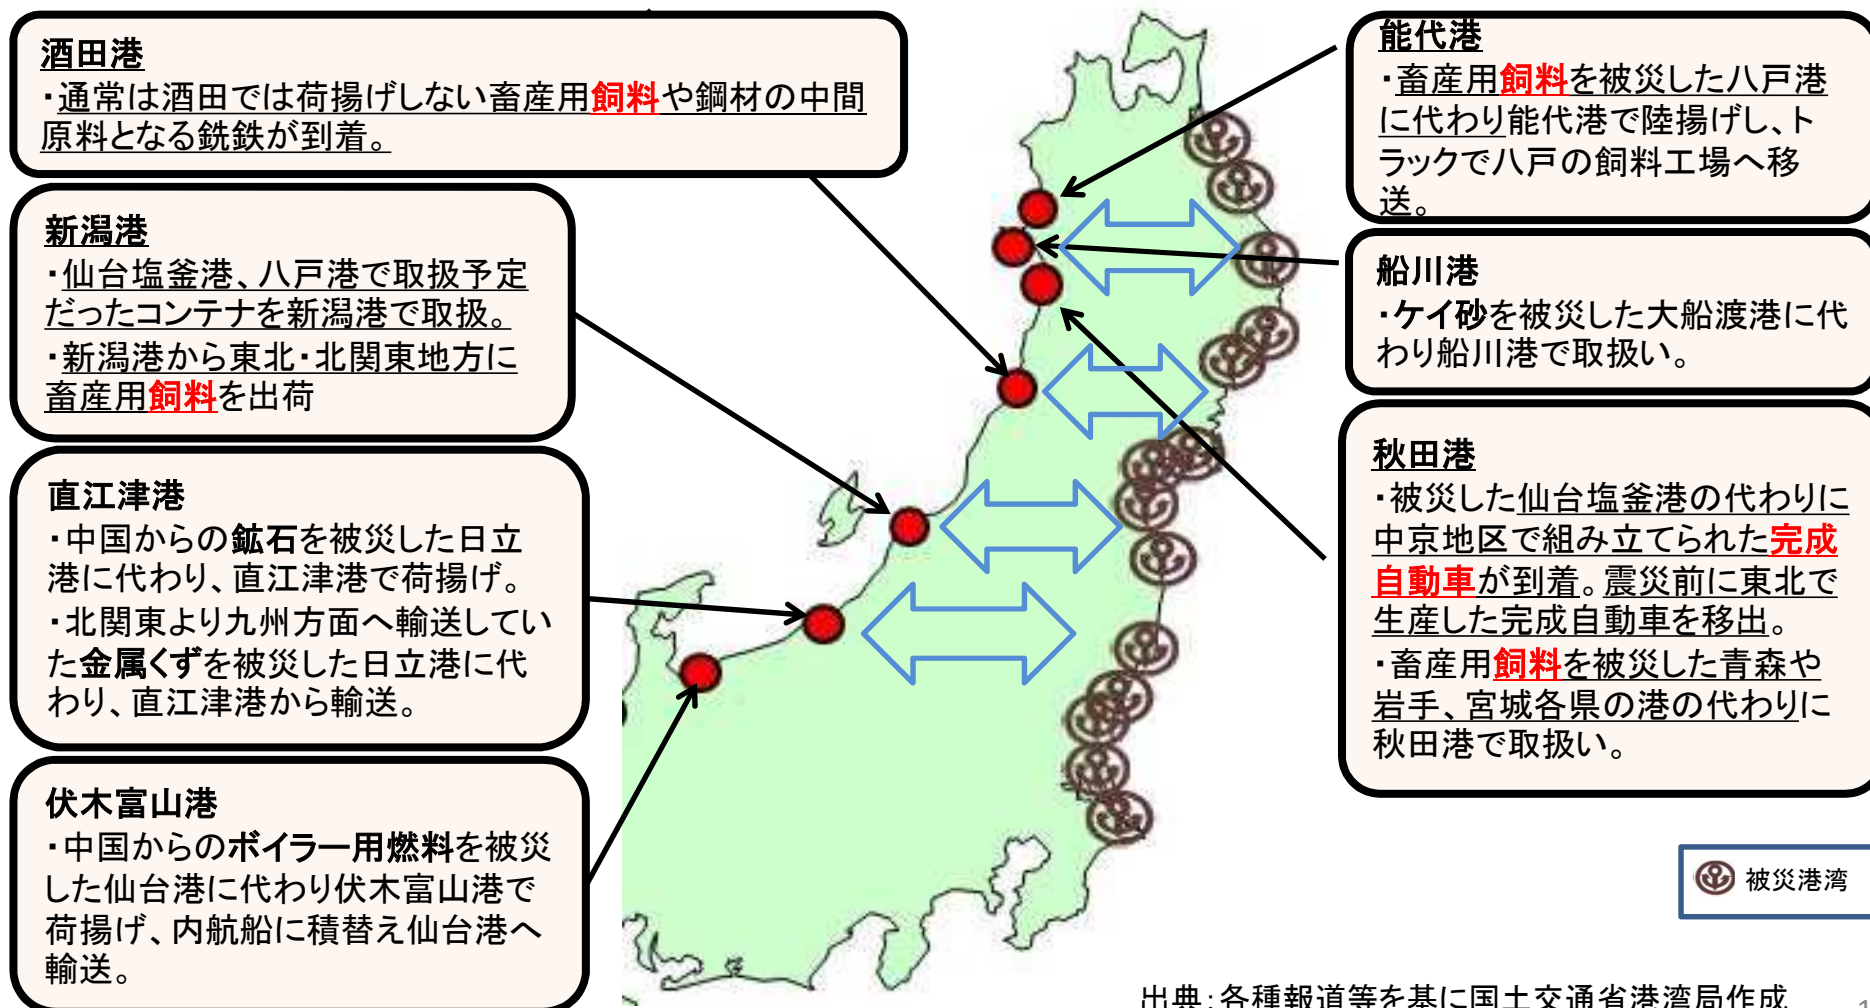 酒田港
・通常は酒田では荷揚げしない畜産用飼料や鋼材の中間
原料となる銑鉄が到着。
新潟港
・仙台塩釜港、八戸港で取扱予定
だったコンテナを新潟港で取扱。
・新潟港から東北・北関東地方に
畜産用飼料を出荷
直江津港
・中国からの鉱石を被災した日立
港に代わり、直江津港で荷揚げ。
・北関東より九州方面へ輸送してい
た金属くずを被災した日立港に代
わり、直江津港から輸送。
伏木富山港
・中国からのボイラー用燃料を被災
した仙台港に代わり伏木富山港で
荷揚げ、内航船に積替え仙台港へ
輸送。
能代港
・畜産用飼料を被災した八戸港
に代わり能代港で陸揚げし、ト
ラックで八戸の飼料工場へ移
送。
船川港
・ケイ砂を被災した大船渡港に代
わり船川港で取扱い。
秋田港
・被災した仙台塩釜港の代わりに
中京地区で組み立てられた完成
自動車が到着。震災前に東北で
生産した完成自動車を移出。
・畜産用飼料を被災した青森や
岩手、宮城各県の港の代わりに
秋田港で取扱い。
被災港湾
出典：各種報道等を基に国土交通省港湾局作成